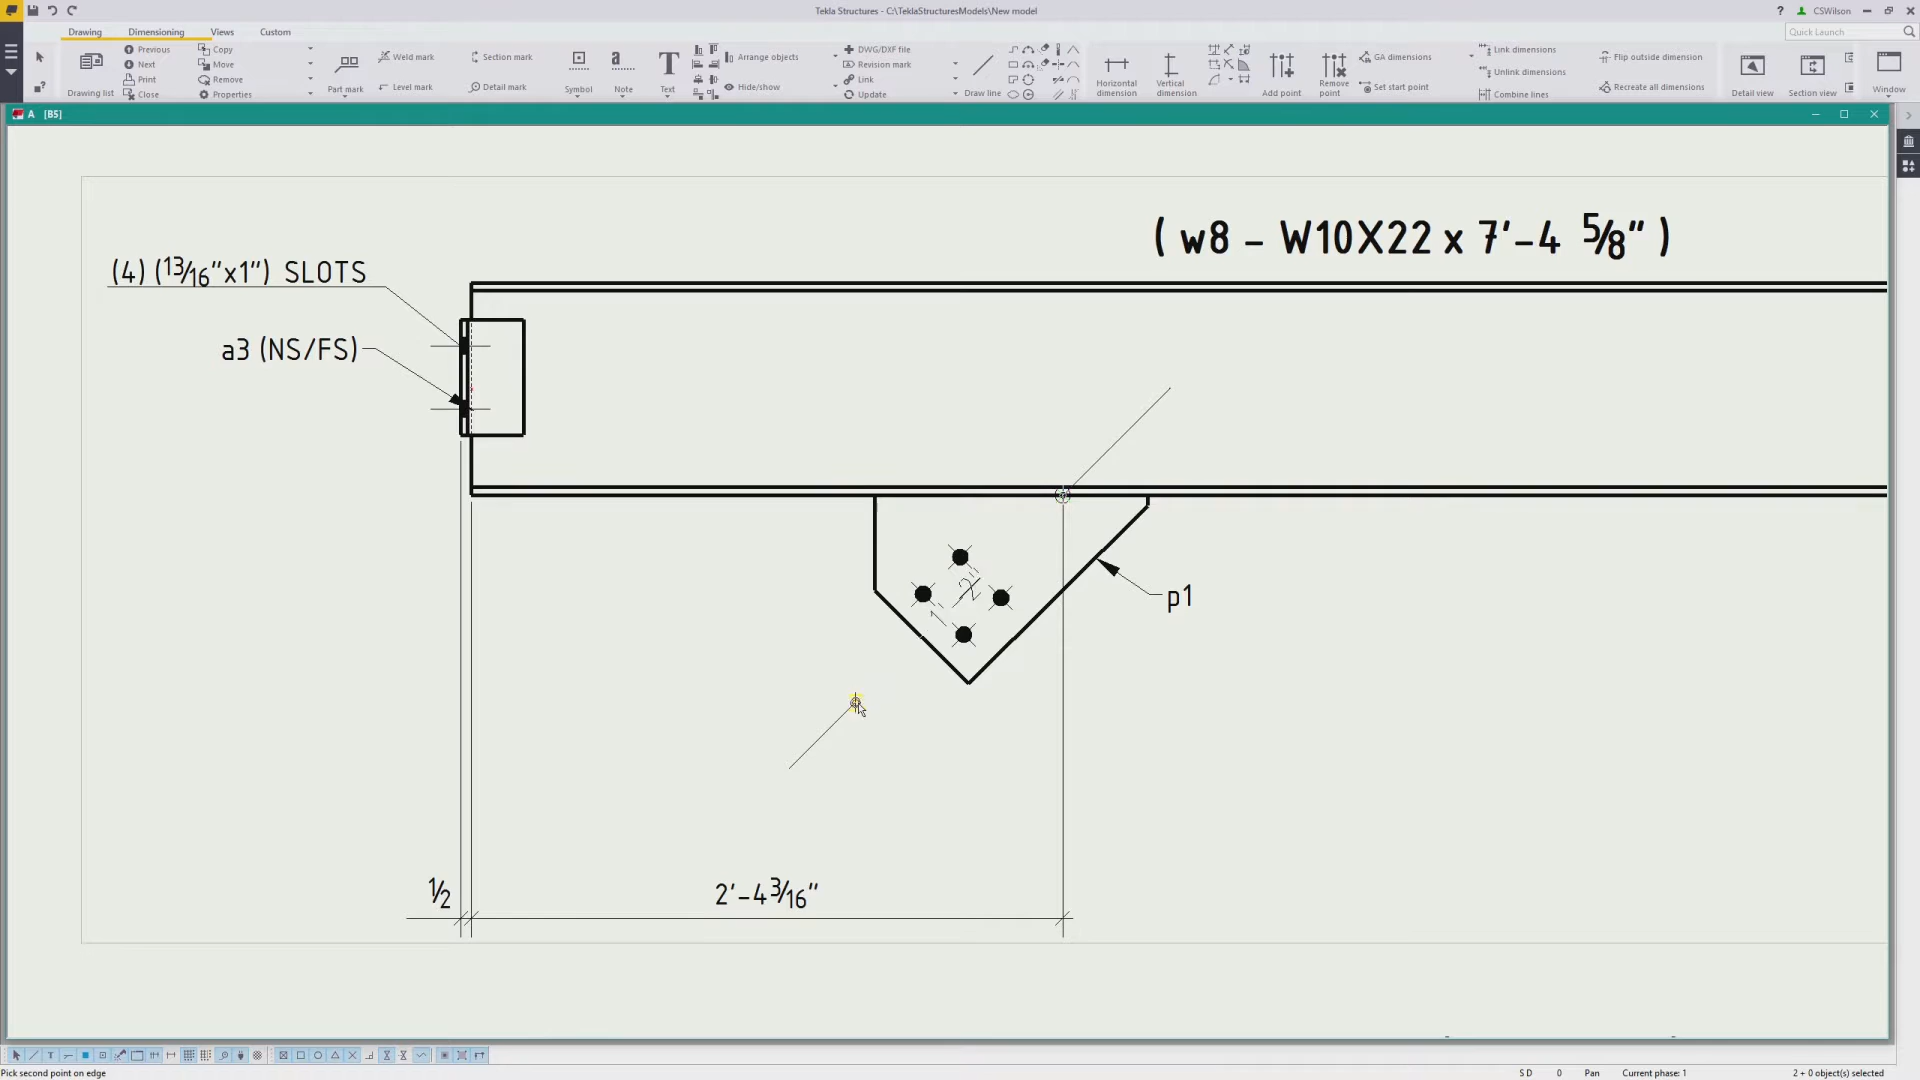 Tekla Structures - C:\TeklaStructuresModels\New model
? CSWilson
Drawing Dimensioning Views Custom
Quick Launch
Drawing list
Previous
Next
Print
Close
Copy
Move
Remove
Properties
Part mark
Weld mark
Level mark
Section mark
Detail mark
Symbol
Note
Text
Arrange objects
Hide/show
DWG/DXF file
Revision mark
Link
Update
Draw line
Horizontal dimension
Vertical dimension
Add point
Remove point
GA dimensions
Set start point
Link dimensions
Unlink dimensions
Combine lines
Flip outside dimension
Recreate all dimensions
Detail view
Section view
Window
A [B5]
( w8 - W10X22 x 7'-4 5/8" )
(4) (13/16"x1") SLOTS
a3 (NS/FS)
p1
1/2
2'-4 3/16"
Pick second point on edge
S D 0 Pan Current phase: 1 2 + 0 object(s) selected